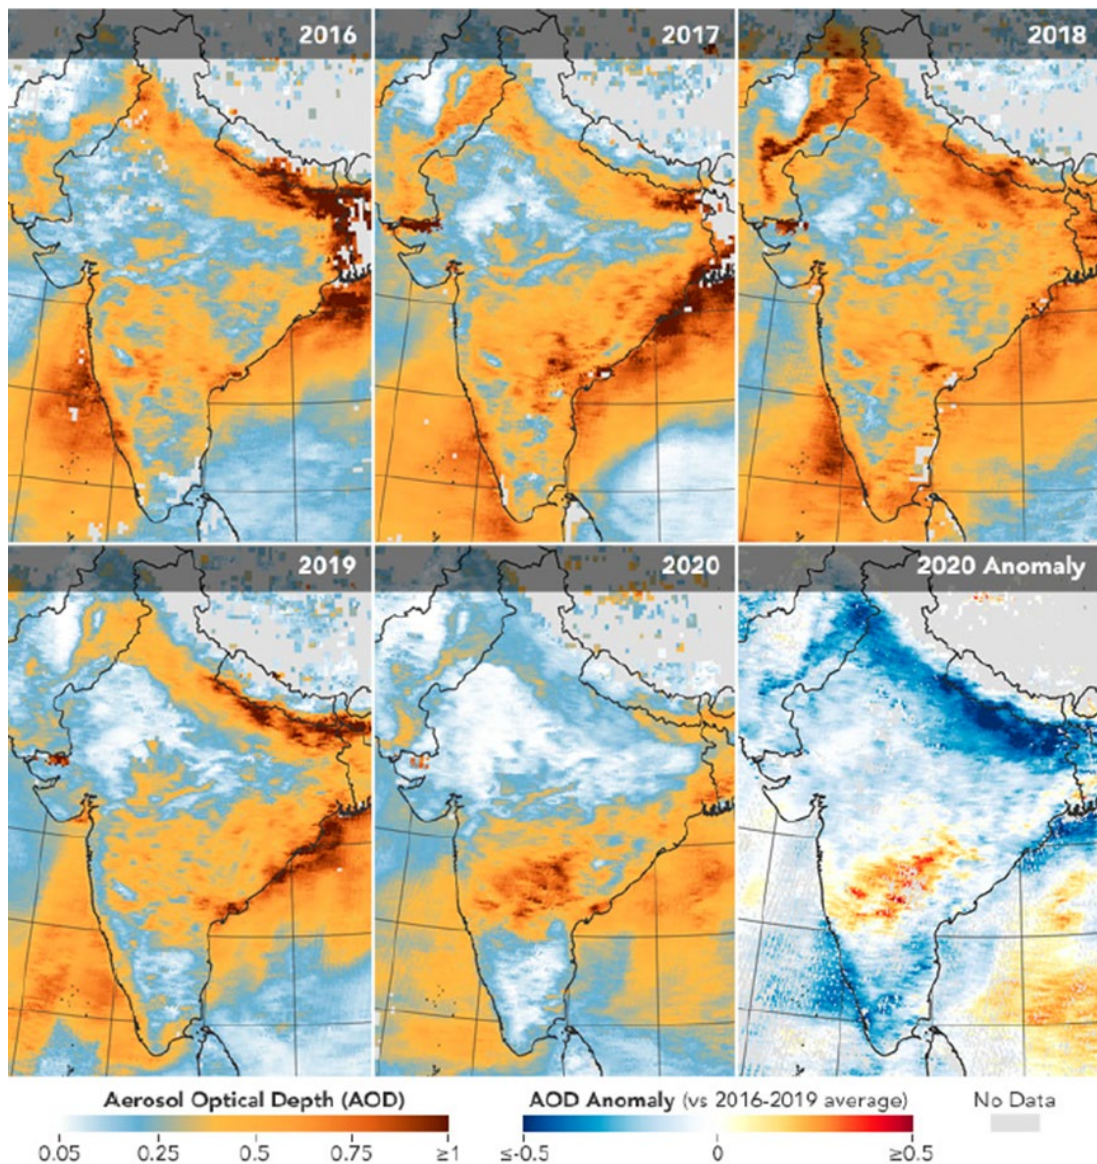 2016
2017
2018
2019
2020
2020 Anomaly
Aerosol Optical Depth (AOD)
0.05 0.25 0.5 0.75 ≥1
AOD Anomaly (vs 2016-2019 average)
≤-0.5 0 ≥0.5
No Data